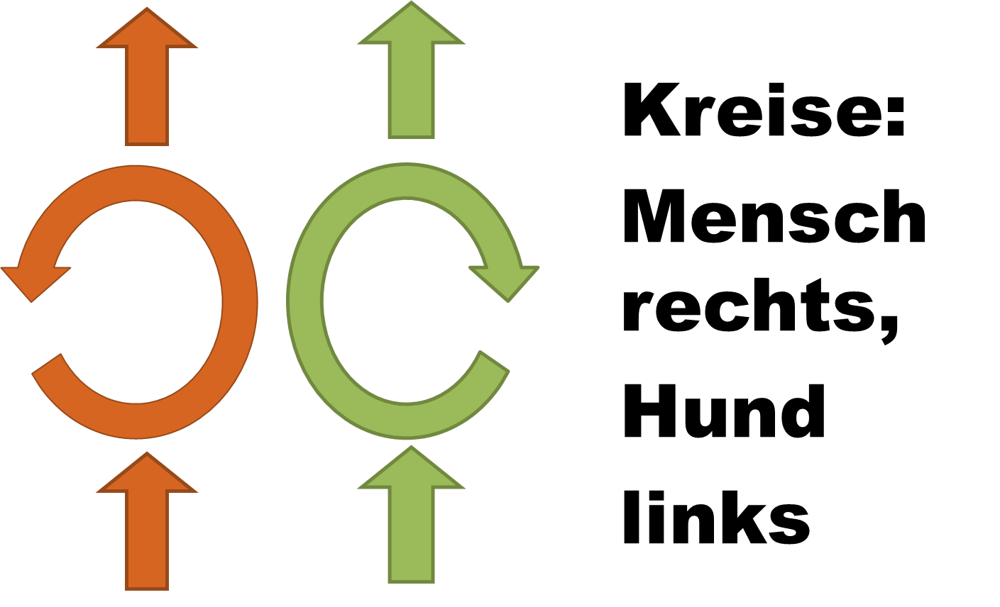 Kreise:
Mensch
rechts,
Hund
links